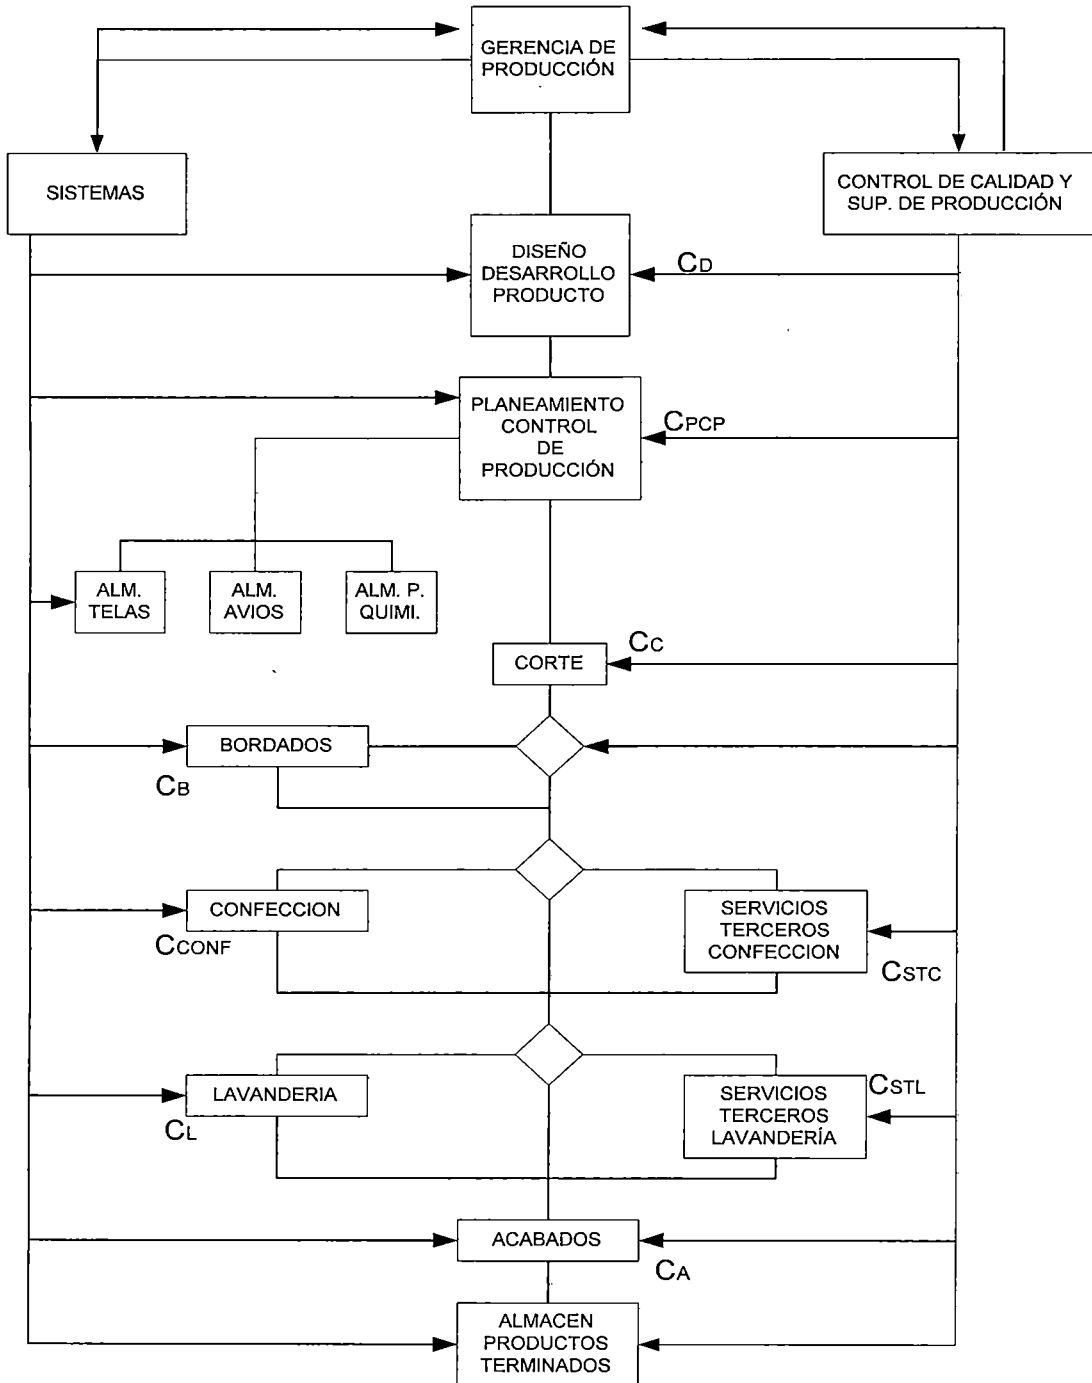 GERENCIA DE
PRODUCCIÓN
SISTEMAS
CONTROL DE CALIDAD Y
SUP. DE PRODUCCIÓN
DISEÑO
DESARROLLO
PRODUCTO
CD
PLANEAMIENTO
CONTROL
DE
PRODUCCIÓN
CPCP
ALM.
TELAS
ALM.
AVIOS
ALM. P.
QUIMI.
CORTE
CC
BORDADOS
CB
CONFECCION
CCONF
SERVICIOS
TERCEROS
CONFECCION
CSTC
LAVANDERIA
CL
SERVICIOS
TERCEROS
LAVANDERÍA
CSTL
ACABADOS
CA
ALMACEN
PRODUCTOS
TERMINADOS